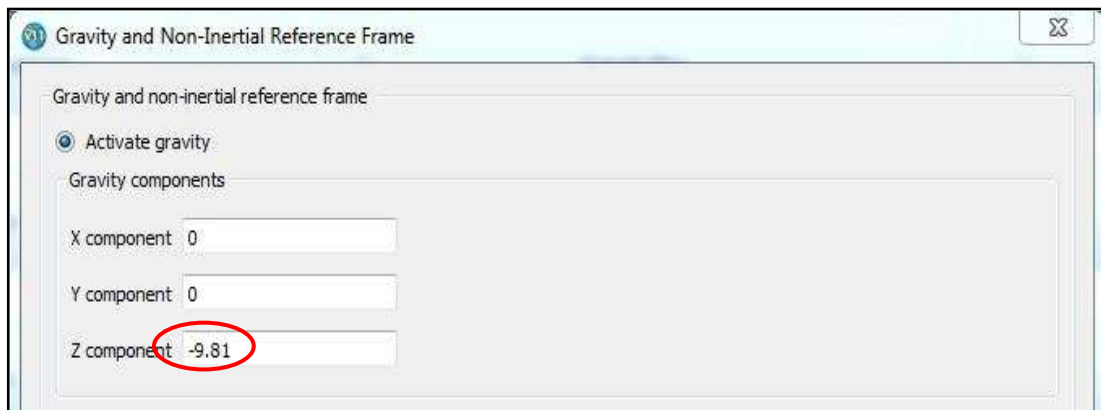 Gravity and Non-Inertial Reference Frame
Gravity and non-inertial reference frame
Activate gravity
Gravity components
X component 0
Y component 0
Z component -9.81